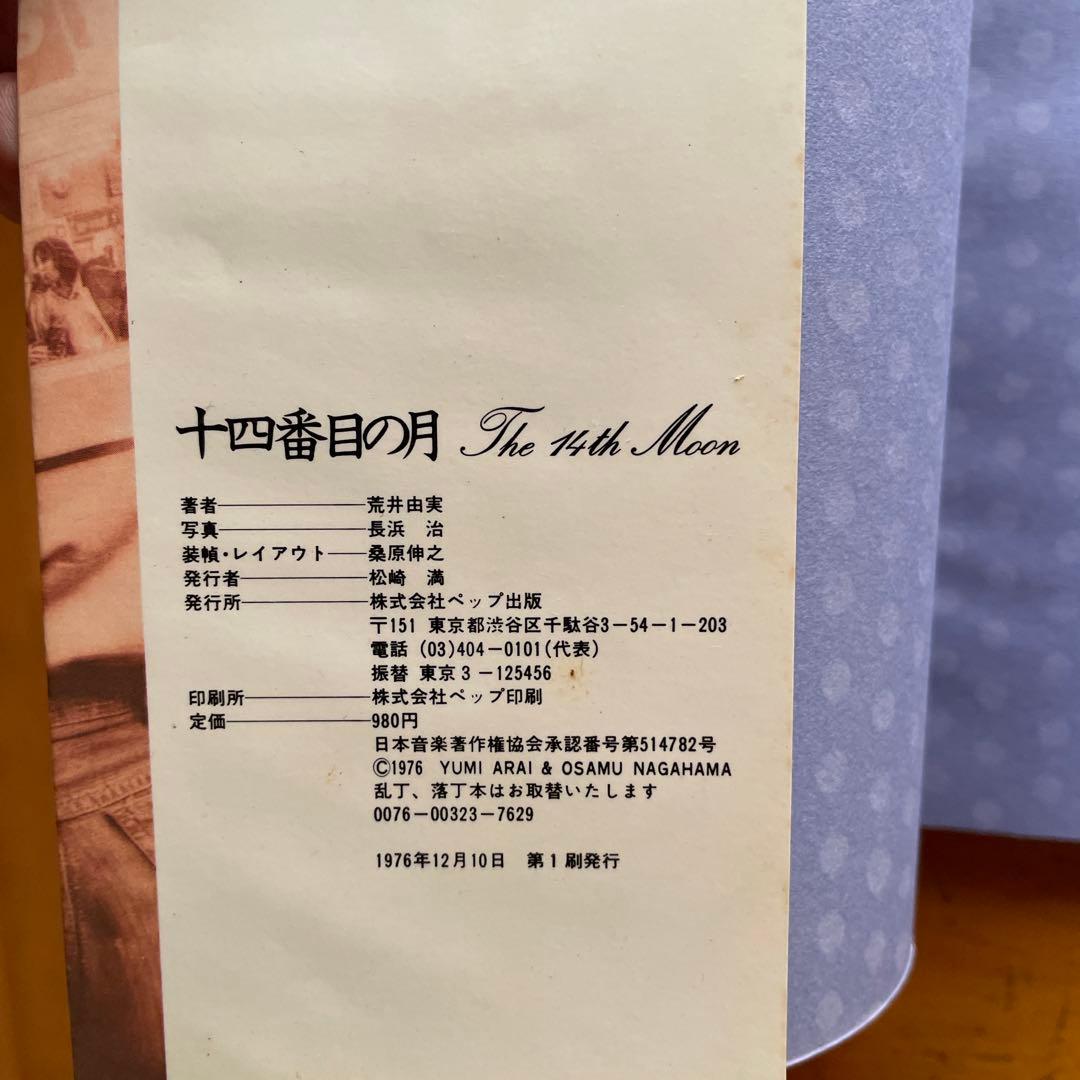 十四番目の月 The 14th Moon
著者――――――荒井由実
写真――――――長浜　治
装幀・レイアウト――桑原伸之
発行者―――――松崎　満
発行所―――――株式会社ペップ出版
〒151 東京都渋谷区千駄谷3-54-1-203
電話 (03)404-0101(代表)
振替 東京3-125456
印刷所―――――株式会社ペップ印刷
定価――――――980円
日本音楽著作権協会承認番号第514782号
©1976 YUMI ARAI & OSAMU NAGAHAMA
乱丁、落丁本はお取替いたします
0076-00323-7629
1976年12月10日　第1刷発行